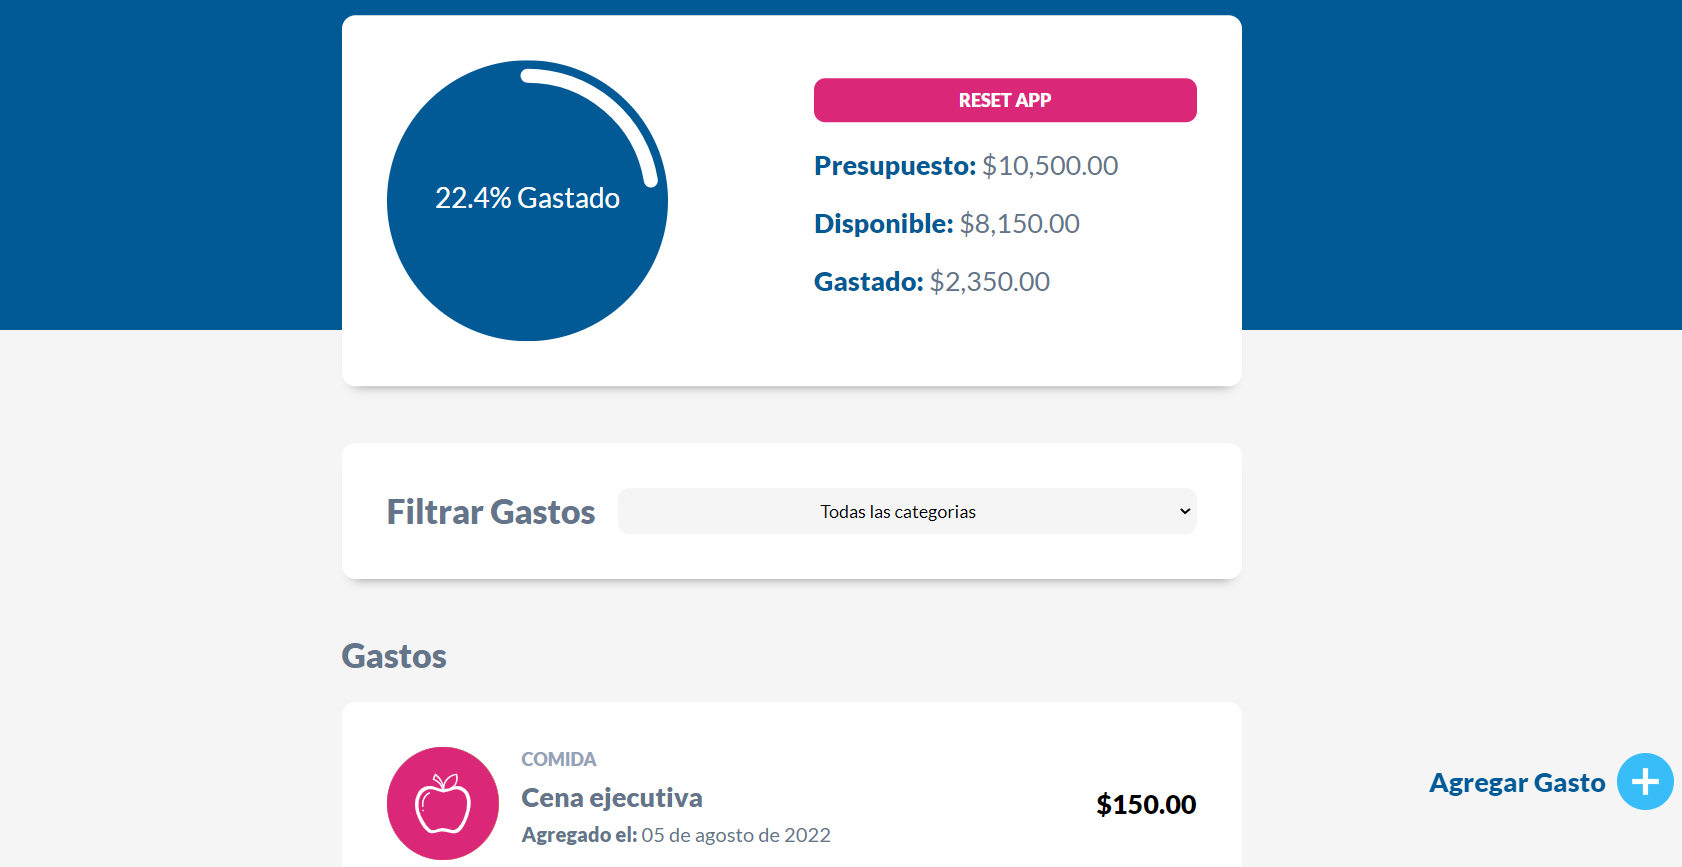 22.4% Gastado
RESET APP
Presupuesto: $10,500.00
Disponible: $8,150.00
Gastado: $2,350.00
Filtrar Gastos
Todas las categorias
Gastos
COMIDA
Cena ejecutiva
Agregado el: 05 de agosto de 2022
$150.00
Agregar Gasto